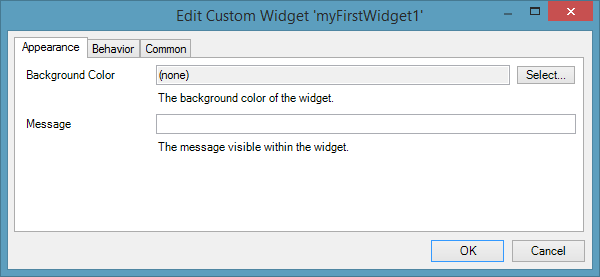 Edit Custom Widget 'myFirstWidget1'
Appearance Behavior Common
Background Color (none) Select...
The background color of the widget.
Message
The message visible within the widget.
OK Cancel